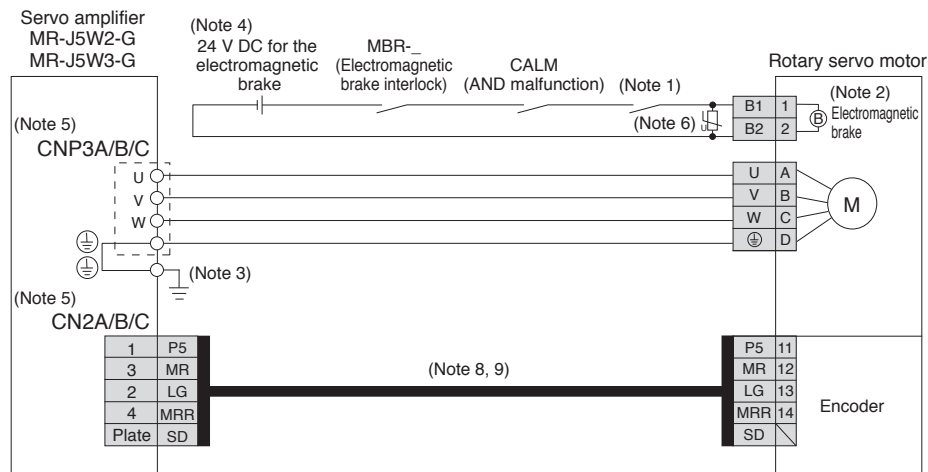 Servo amplifier
MR-J5W2-G
MR-J5W3-G
(Note 4)
24 V DC for the
electromagnetic
brake
MBR-_
(Electromagnetic
brake interlock)
CALM
(AND malfunction)
(Note 1)
Rotary servo motor
(Note 6)
U
B1 1
B2 2
(Note 2)
B
Electromagnetic
brake
(Note 5)
CNP3A/B/C
U
V
W
U A
V B
W C
D
M
(Note 3)
(Note 5)
CN2A/B/C
1 P5
3 MR
2 LG
4 MRR
Plate SD
(Note 8, 9)
P5 11
MR 12
LG 13
MRR 14
SD
Encoder